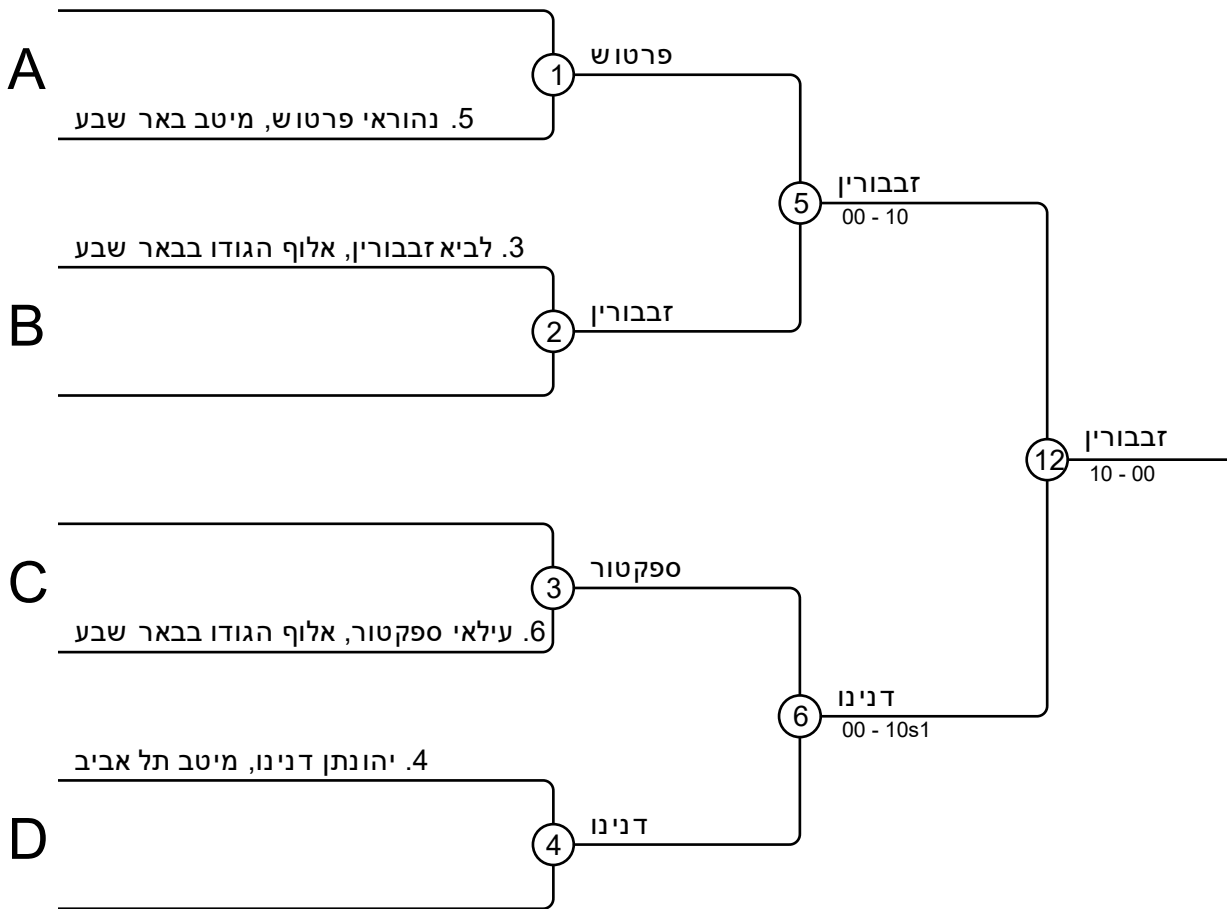 A
פרטוש
1
5. נהוראי פרטוש, מיטב באר שבע
זבבורין
5
00 - 10
3. לביא זבבורין, אלוף הגודו בבאר שבע
B
זבבורין
2
זבבורין
12
10 - 00
C
ספקטור
3
6. עילאי ספקטור, אלוף הגודו בבאר שבע
דנינו
6
00 - 10s1
4. יהונתן דנינו, מיטב תל אביב
D
דנינו
4